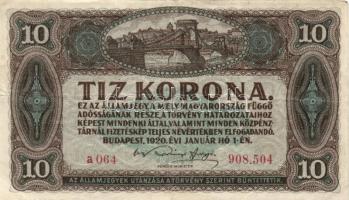 10 10
TIZ KORONA.
EZ AZ ÁLLAMJEGY A MELY MAGYARORSZÁG FÜGGŐ
ADÓSSÁGÁNAK RÉSZE, A TÖRVÉNY HATÁROZATAIHOZ
KÉPEST MINDENKI ÁLTAL, VALAMINT MINDEN KÖZPÉNZ-
TÁRNÁL FIZETÉSKÉP TELJES NÉVÉRTÉKBEN ELFOGADANDÓ.
BUDAPEST, 1920. ÉVI JANUÁR HÓ 1-ÉN.
a 064 908.504
10 10
AZ ÁLLAMJEGYEK UTÁNZÁSA A TÖRVÉNY SZERINT BÜNTETTETIK.